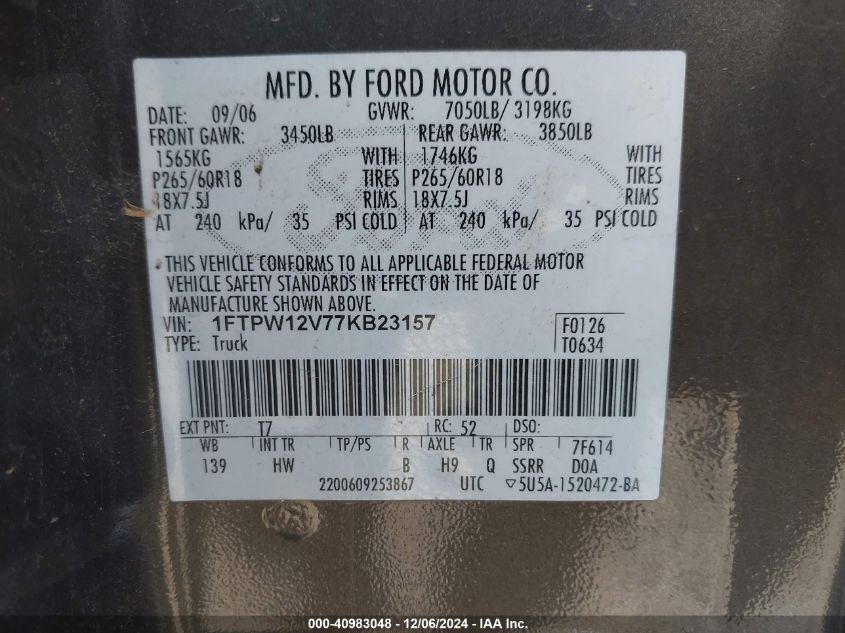 MFD. BY FORD MOTOR CO.
DATE: 09/06 GVWR: 7050LB/ 3198KG
FRONT GAWR: 3450LB REAR GAWR: 3850LB
1565KG WITH 1746KG WITH
P265/60R18 TIRES P265/60R18 TIRES
18X7.5J RIMS 18X7.5J RIMS
AT 240 kPa/ 35 PSI COLD AT 240 kPa/ 35 PSI COLD
THIS VEHICLE CONFORMS TO ALL APPLICABLE FEDERAL MOTOR
VEHICLE SAFETY STANDARDS IN EFFECT ON THE DATE OF
MANUFACTURE SHOWN ABOVE.
VIN: 1FTPW12V77KB23157 F0126
TYPE: Truck T0634
EXT PNT: T7 RC: 52 DSO:
WB INT TR TP/PS R AXLE TR SPR 7F614
139 HW B H9 Q SSRR DOA
2200609253867 UTC ▽5U5A-1520472-BA
000-40983048 - 12/06/2024 - IAA Inc.